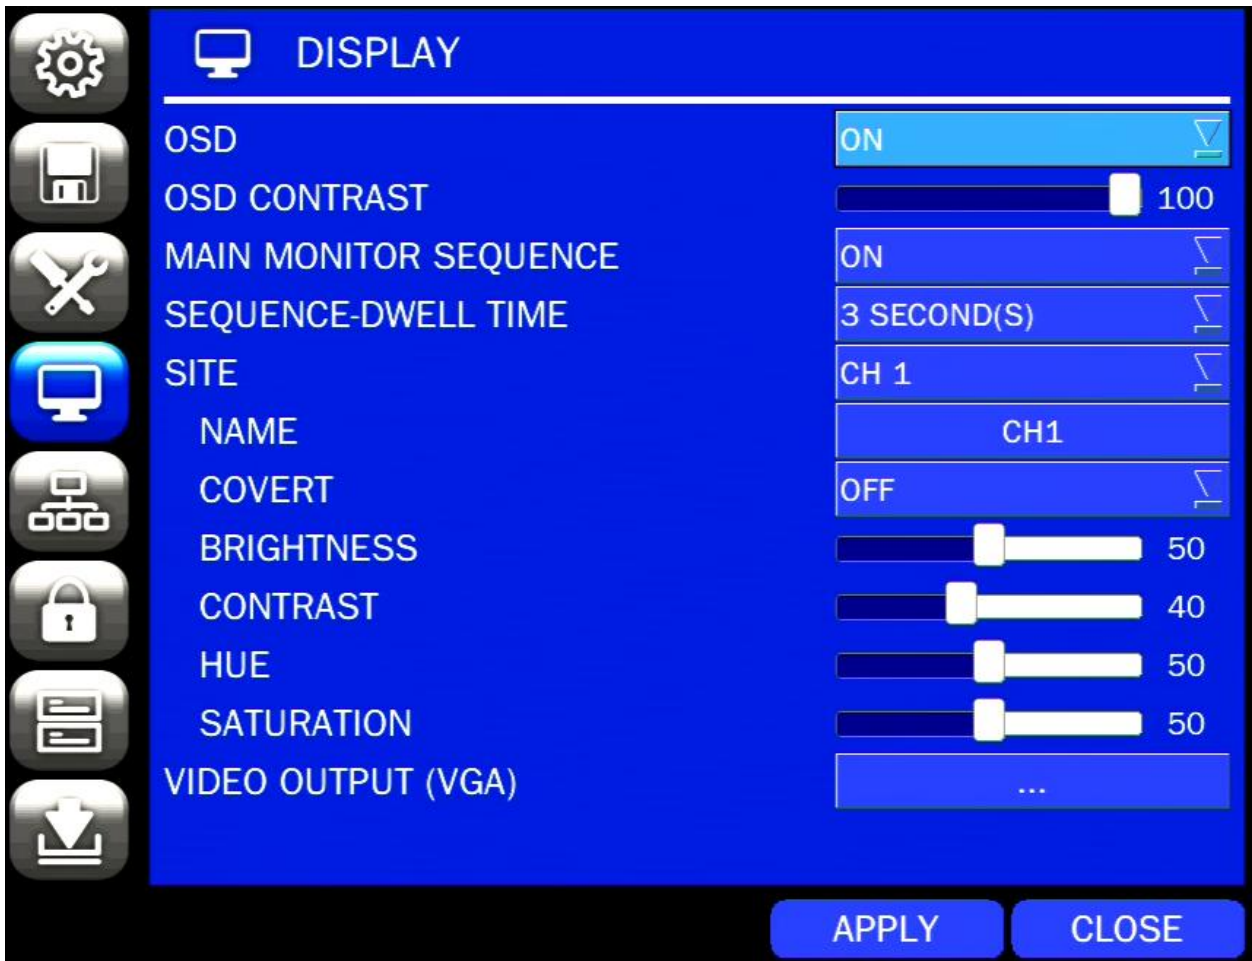 DISPLAY
OSD ON
OSD CONTRAST 100
MAIN MONITOR SEQUENCE ON
SEQUENCE-DWELL TIME 3 SECOND(S)
SITE CH 1
NAME CH1
COVERT OFF
BRIGHTNESS 50
CONTRAST 40
HUE 50
SATURATION 50
VIDEO OUTPUT (VGA) ...
APPLY CLOSE